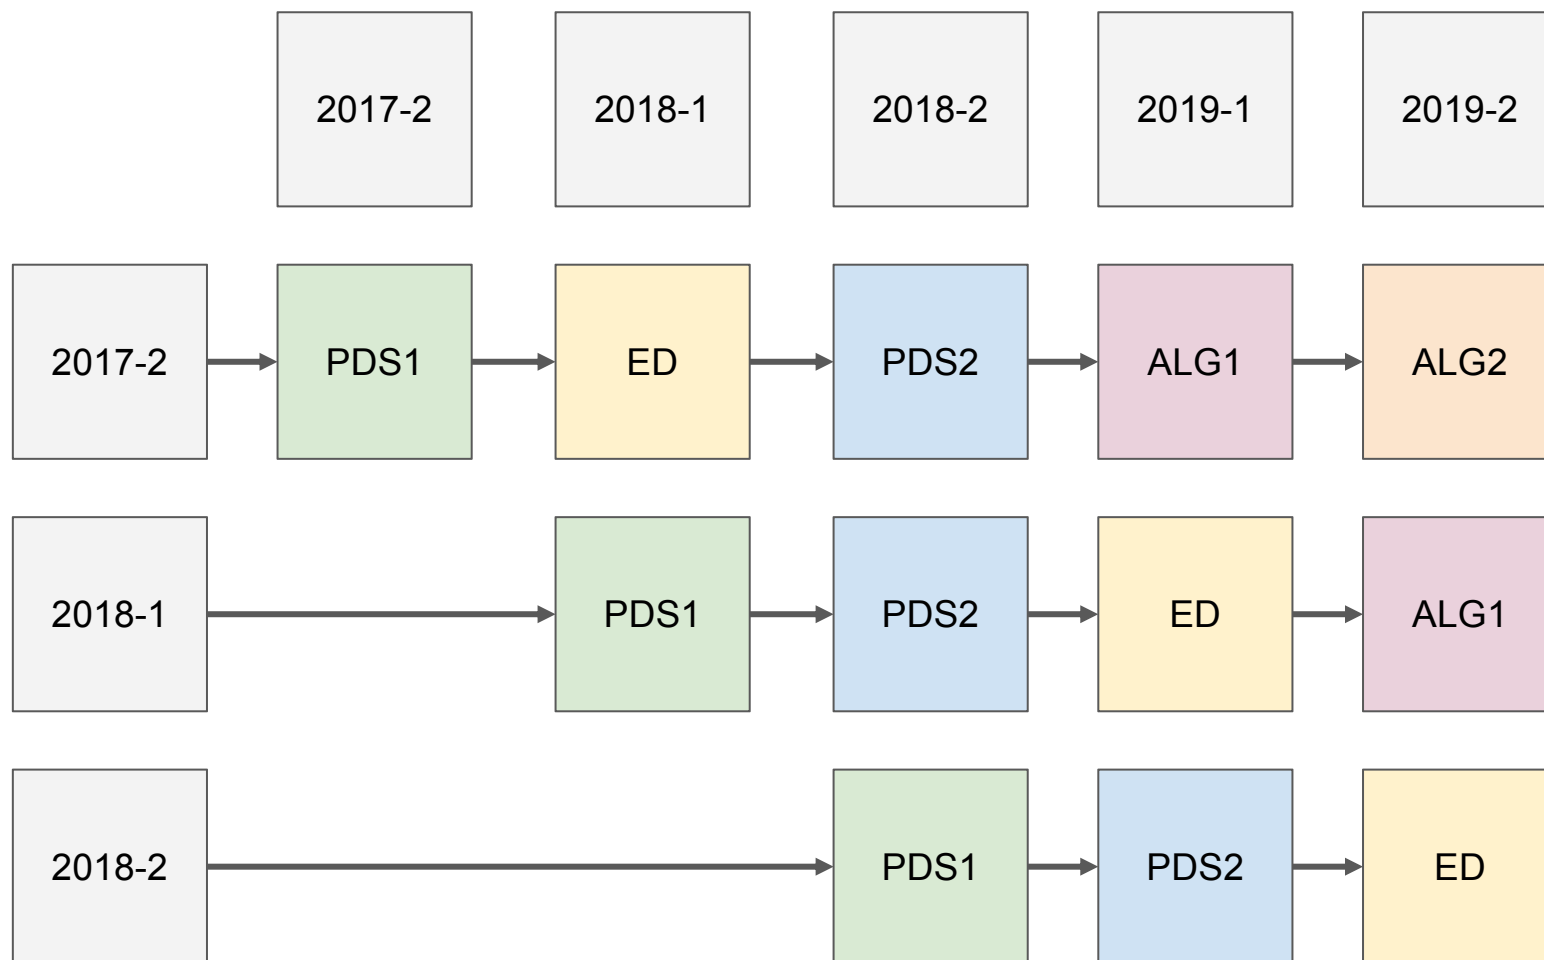 2017-2 2018-1 2018-2 2019-1 2019-2
2017-2 PDS1 ED PDS2 ALG1 ALG2
2018-1 PDS1 PDS2 ED ALG1
2018-2 PDS1 PDS2 ED